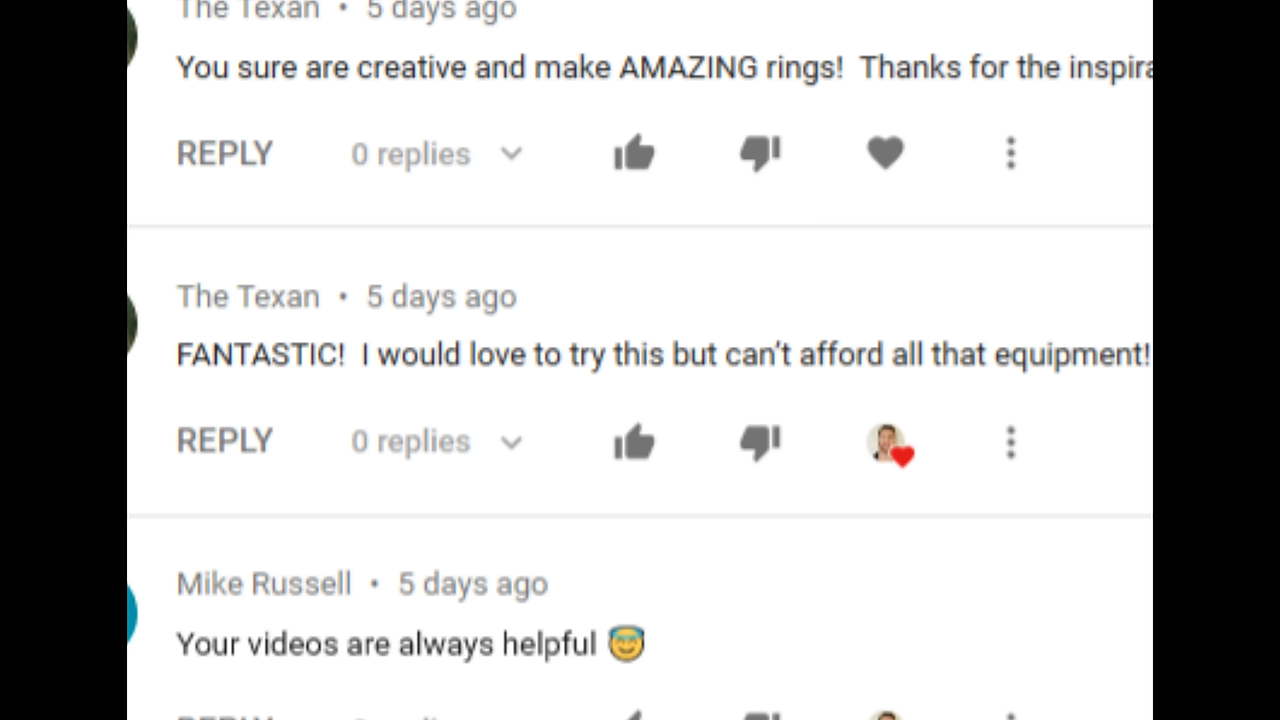 The Texan • 5 days ago
You sure are creative and make AMAZING rings!  Thanks for the
REPLY 0 replies
The Texan • 5 days ago
FANTASTIC!  I would love to try this but can't afford all that equipment!
REPLY 0 replies
Mike Russell • 5 days ago
Your videos are always helpful 😇